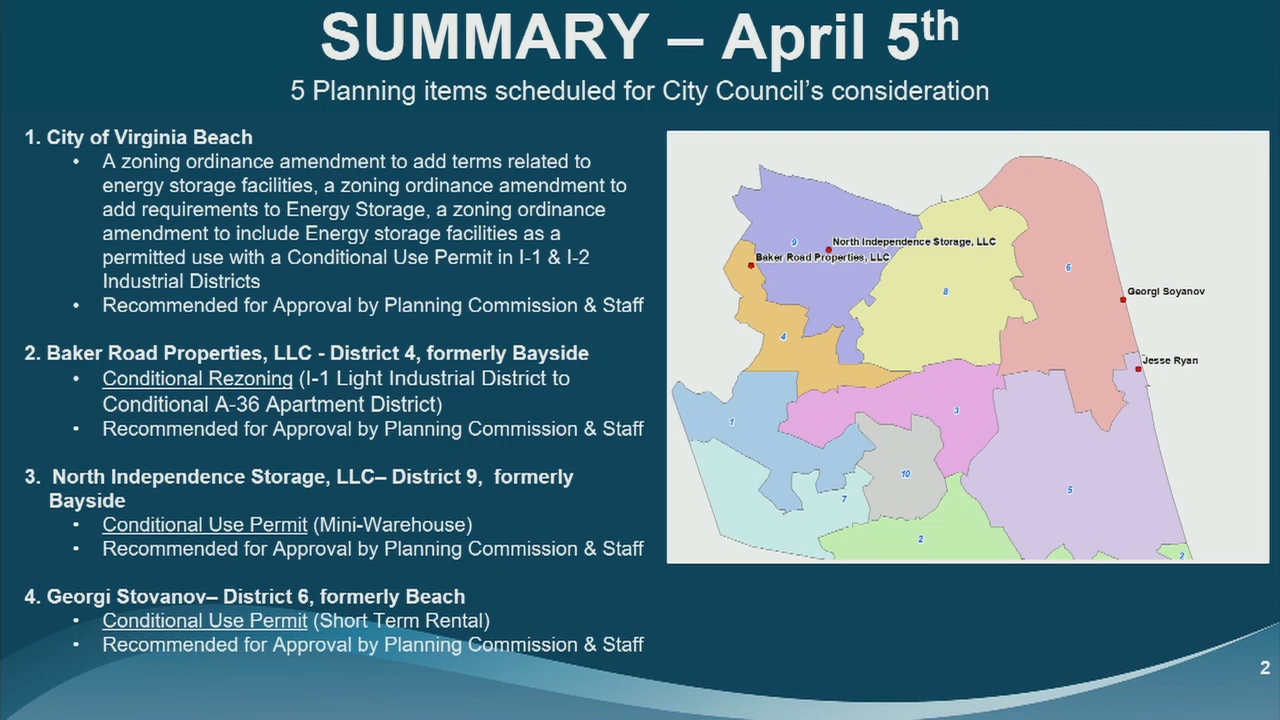 SUMMARY – April 5th
5 Planning items scheduled for City Council's consideration
1. City of Virginia Beach
• A zoning ordinance amendment to add terms related to
energy storage facilities, a zoning ordinance amendment to
add requirements to Energy Storage, a zoning ordinance
amendment to include Energy storage facilities as a
permitted use with a Conditional Use Permit in I-1 & I-2
Industrial Districts
• Recommended for Approval by Planning Commission & Staff
2. Baker Road Properties, LLC - District 4, formerly Bayside
• Conditional Rezoning (I-1 Light Industrial District to
Conditional A-36 Apartment District)
• Recommended for Approval by Planning Commission & Staff
3. North Independence Storage, LLC– District 9, formerly
Bayside
• Conditional Use Permit (Mini-Warehouse)
• Recommended for Approval by Planning Commission & Staff
4. Georgi Stovanov– District 6, formerly Beach
• Conditional Use Permit (Short Term Rental)
• Recommended for Approval by Planning Commission & Staff
9
North Independence Storage, LLC
Baker Road Properties, LLC
6
8
Georgi Soyanov
4
Jesse Ryan
3
1
10
5
7
2
2
2